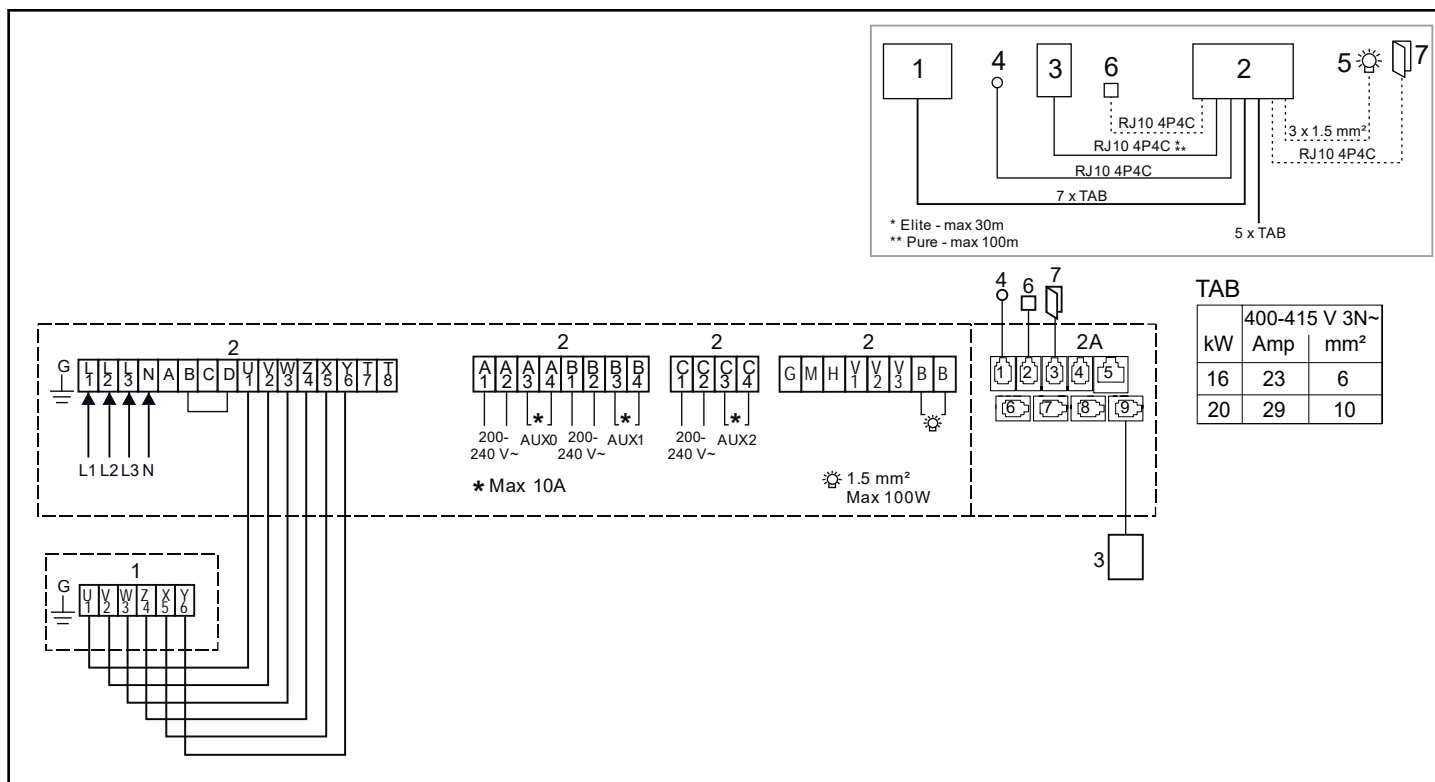 1 4 3 6 2 5 7
RJ10 4P4C
3 x 1.5 mm²
RJ10 4P4C *
**
RJ10 4P4C
RJ10 4P4C
7 x TAB
* Elite - max 30m
** Pure - max 100m
5 x TAB
4 6 7
TAB
400-415 V 3N~
kW Amp mm²
16 23 6
20 29 10
2 2 2 2 2A
G L1 L2 L3 N A B C D U1 V2 W3 Z4 X5 Y6 T7 T8
A1 A2 A3 A4 B1 B2 B3 B4
C1 C2 C3 C4
G M H V1 V2 V3 B B
1 2 3 4 5
6 7 8 9
* *
200-240 V~ AUX0 200-240 V~ AUX1
*
200-240 V~ AUX2
L1 L2 L3 N
* Max 10A
1.5 mm²
Max 100W
3
1
G U1 V2 W3 Z4 X5 Y6